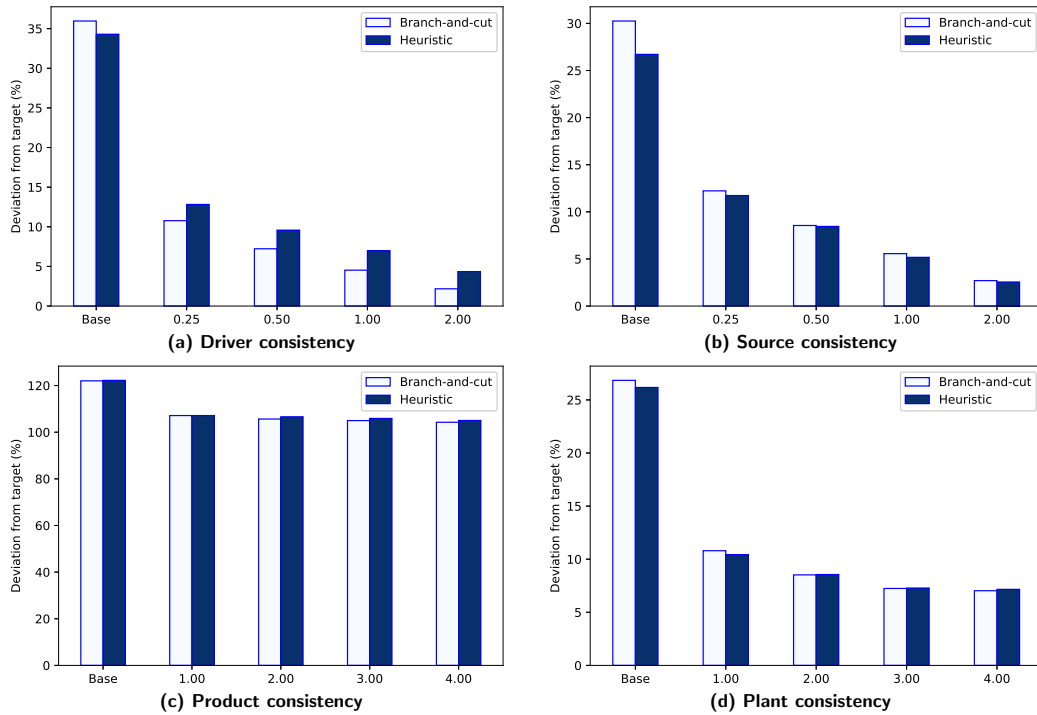 Deviation from target (%)
35
30
25
20
15
10
5
0
Branch-and-cut
Heuristic
Base 0.25 0.50 1.00 2.00
(a) Driver consistency
Deviation from target (%)
30
25
20
15
10
5
0
Branch-and-cut
Heuristic
Base 0.25 0.50 1.00 2.00
(b) Source consistency
Deviation from target (%)
120
100
80
60
40
20
0
Branch-and-cut
Heuristic
Base 1.00 2.00 3.00 4.00
(c) Product consistency
Deviation from target (%)
25
20
15
10
5
0
Branch-and-cut
Heuristic
Base 1.00 2.00 3.00 4.00
(d) Plant consistency